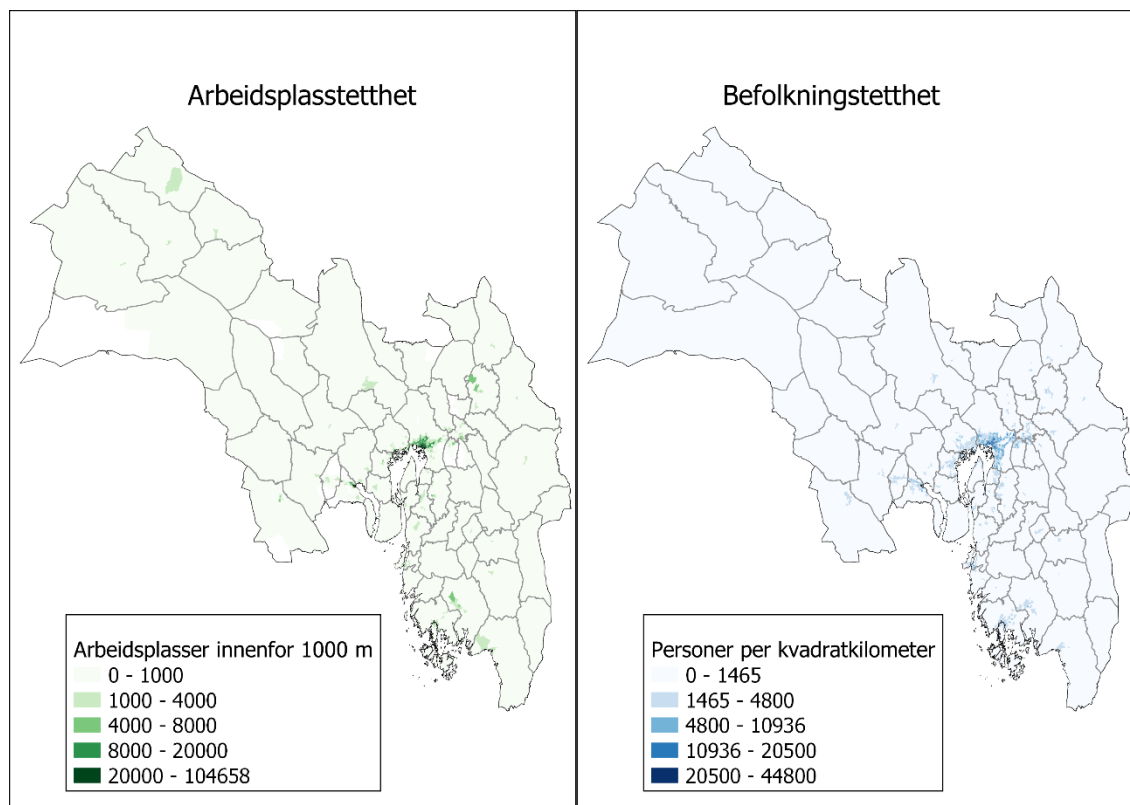 Arbeidsplasstetthet
Arbeidsplasser innenfor 1000 m
0 - 1000
1000 - 4000
4000 - 8000
8000 - 20000
20000 - 104658
Befolkningstetthet
Personer per kvadratkilometer
0 - 1465
1465 - 4800
4800 - 10936
10936 - 20500
20500 - 44800